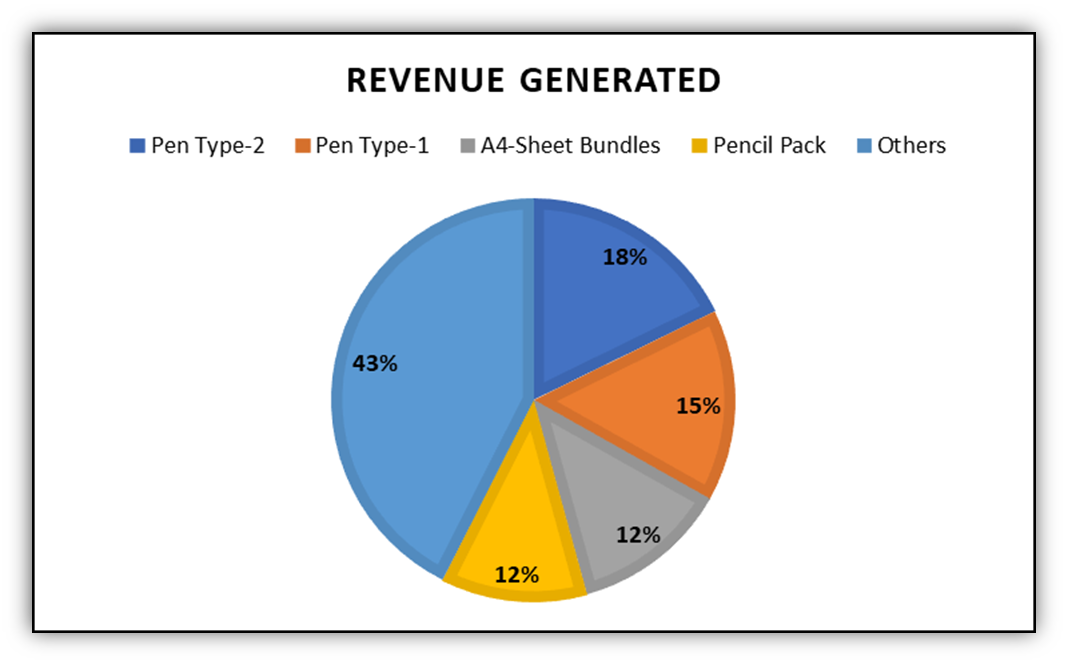 REVENUE GENERATED
Pen Type-2 Pen Type-1 A4-Sheet Bundles Pencil Pack Others
18%
43%
15%
12%
12%